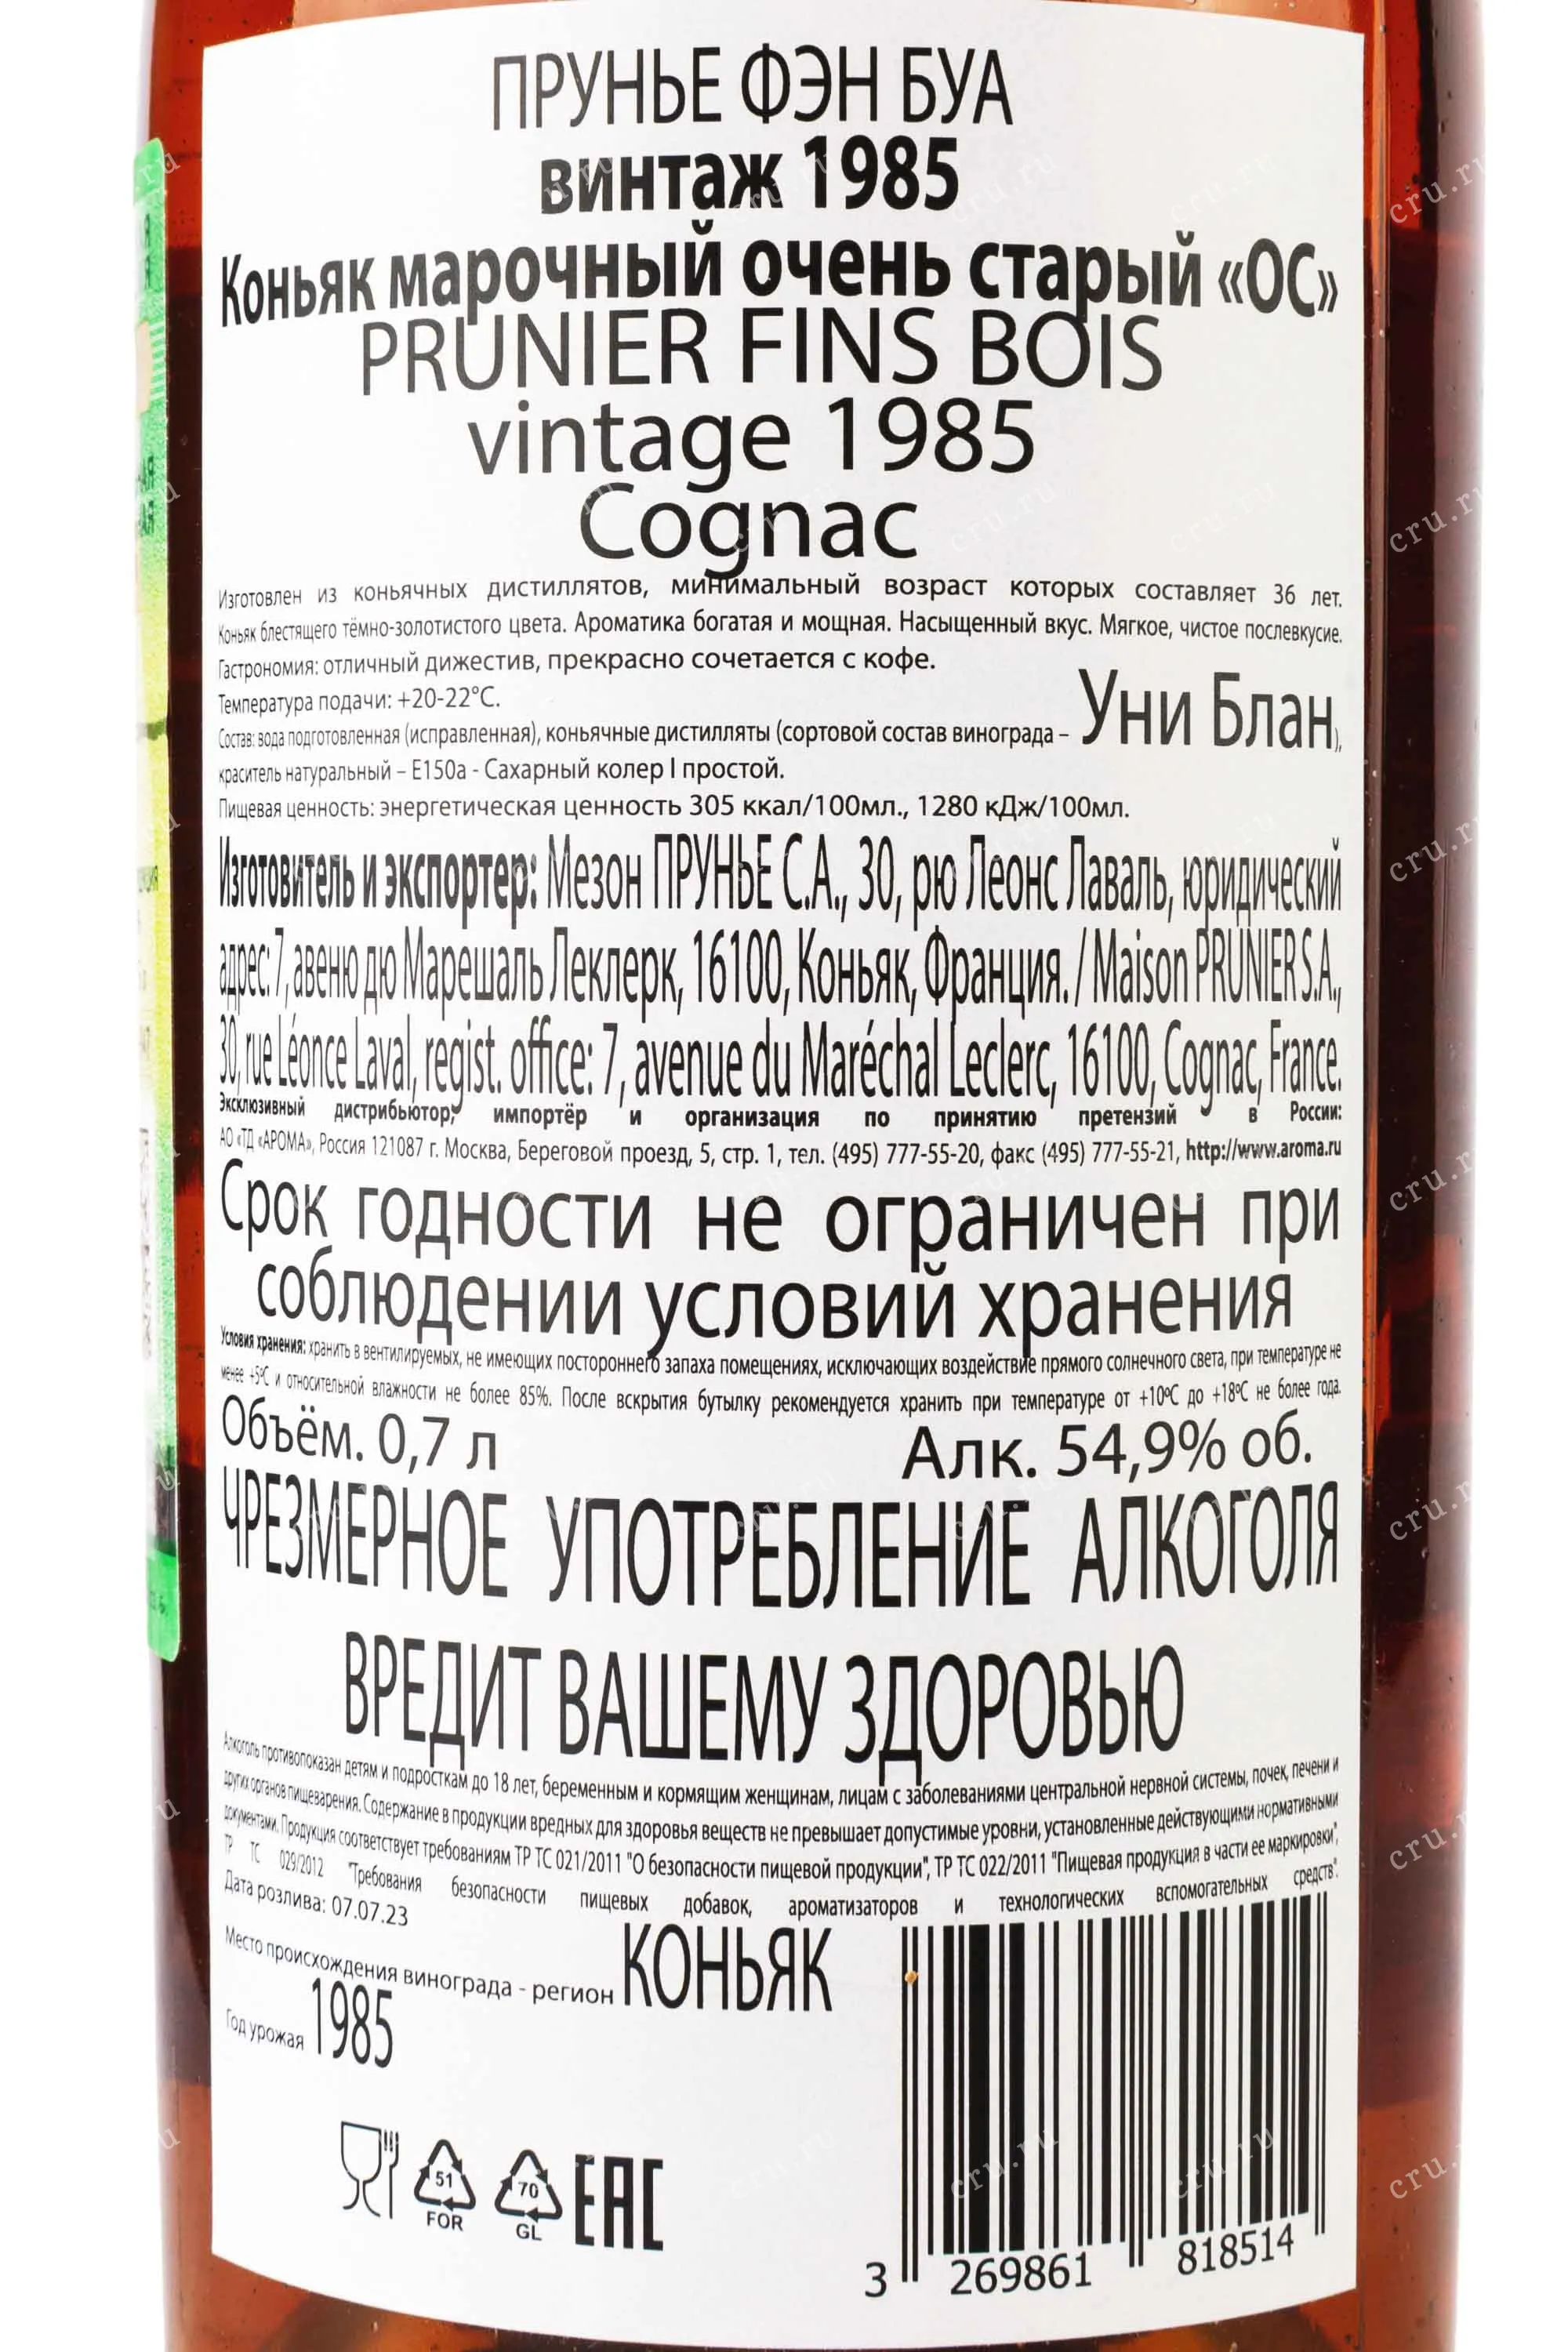 ПРУНЬЕ ФЭН БУА
винтаж 1985
Коньяк марочный очень старый «ОС»
PRUNIER FINS BOIS
vintage 1985
Cognac
Изготовлен из коньячных дистиллятов, минимальный возраст которых составляет 36 лет.
Коньяк блестящего тёмно-золотистого цвета. Ароматика богатая и мощная. Насыщенный вкус. Мягкое, чистое послевкусие.
Гастрономия: отличный дижестив, прекрасно сочетается с кофе.
Температура подачи: +20-22°С.
Состав: вода подготовленная (исправленная), коньячные дистилляты (сортовой состав винограда – Уни Блан),
краситель натуральный – Е150а - Сахарный колер I простой.
Пищевая ценность: энергетическая ценность 305 ккал/100мл., 1280 кДж/100мл.
Изготовитель и экспортер: Мезон ПРУНЬЕ С.А., 30, рю Леонс Лаваль, юридический
адрес: 7, авеню дю Марешаль Леклерк, 16100, Коньяк, Франция. / Maison PRUNIER S.A.,
30, rue Léonce Laval, regist. office: 7, avenue du Maréchal Leclerc, 16100, Cognac, France.
Эксклюзивный дистрибьютор, импортёр и организация по принятию претензий в России:
АО «ТД «АРОМА», Россия 121087 г. Москва, Береговой проезд, 5, стр. 1, тел. (495) 777-55-20, факс (495) 777-55-21, http://www.aroma.ru
Срок годности не ограничен при
соблюдении условий хранения
Условия хранения: хранить в вентилируемых, не имеющих постороннего запаха помещениях, исключающих воздействие прямого солнечного света, при температуре не
менее +5ºС и относительной влажности не более 85%. После вскрытия бутылку рекомендуется хранить при температуре от +10ºС до +18ºС не более года.
Объём. 0,7 л Алк. 54,9% об.
ЧРЕЗМЕРНОЕ УПОТРЕБЛЕНИЕ АЛКОГОЛЯ
ВРЕДИТ ВАШЕМУ ЗДОРОВЬЮ
Алкоголь противопоказан детям и подросткам до 18 лет, беременным и кормящим женщинам, лицам с заболеваниями центральной нервной системы, почек, печени и
других органов пищеварения. Содержание в продукции вредных для здоровья веществ не превышает допустимые уровни, установленные действующими нормативными
документами. Продукция соответствует требованиям ТР ТС 021/2011 "О безопасности пищевой продукции", ТР ТС 022/2011 "Пищевая продукция в части ее маркировки",
ТР ТС 029/2012 "Требования безопасности пищевых добавок, ароматизаторов и технологических вспомогательных средств".
Дата розлива: 07.07.23
Место происхождения винограда - регион КОНЬЯК
Год урожая 1985
51
FOR
70
GL
ЕАС
3 269861 818514
cru.ru